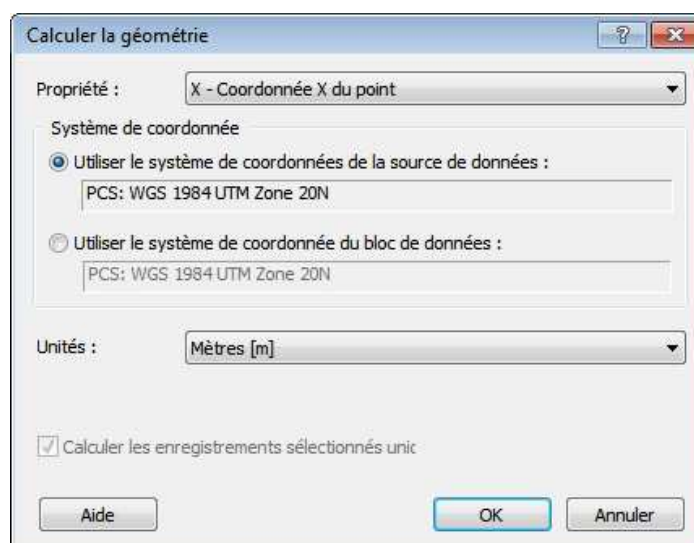 Calculer la géométrie
Propriété :
X - Coordonnée X du point
Système de coordonnée
Utiliser le système de coordonnées de la source de données :
PCS: WGS 1984 UTM Zone 20N
Utiliser le système de coordonnée du bloc de données :
PCS: WGS 1984 UTM Zone 20N
Unités :
Mètres [m]
Calculer les enregistrements sélectionnés unic
Aide
OK
Annuler